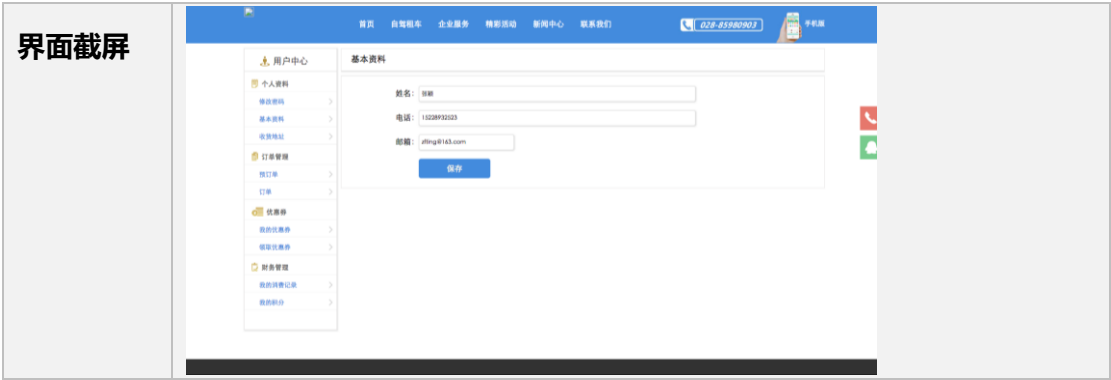 界面截屏
首页 自驾租车 企业服务 精彩活动 新闻中心 联系我们 028-85980903 手机版
用户中心
个人资料
修改密码
基本资料
收货地址
订单管理
预订单
订单
优惠券
我的优惠券
领取优惠券
财务管理
我的消费记录
我的积分
基本资料
姓名:
电话: 15228932525
邮箱: zfling@163.com
保存